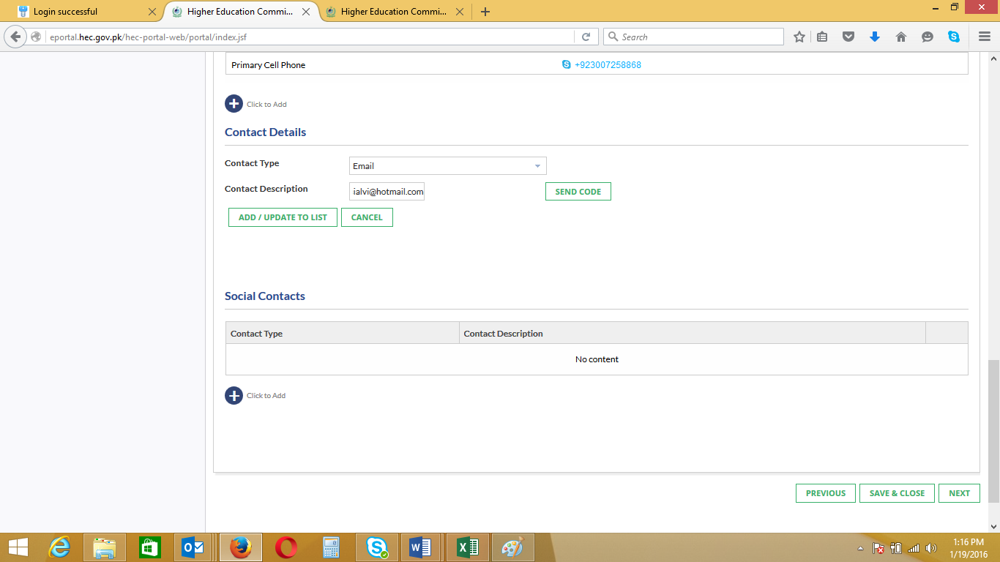 Login successful
Higher Education Commi...
Higher Education Commi...
eportal.hec.gov.pk/hec-portal-web/portal/index.jsf
Search
Primary Cell Phone +923007258868
Click to Add
Contact Details
Contact Type Email
Contact Description ialvi@hotmail.com SEND CODE
ADD / UPDATE TO LIST CANCEL
Social Contacts
Contact Type Contact Description
No content
Click to Add
PREVIOUS SAVE & CLOSE NEXT
1:16 PM
1/19/2016